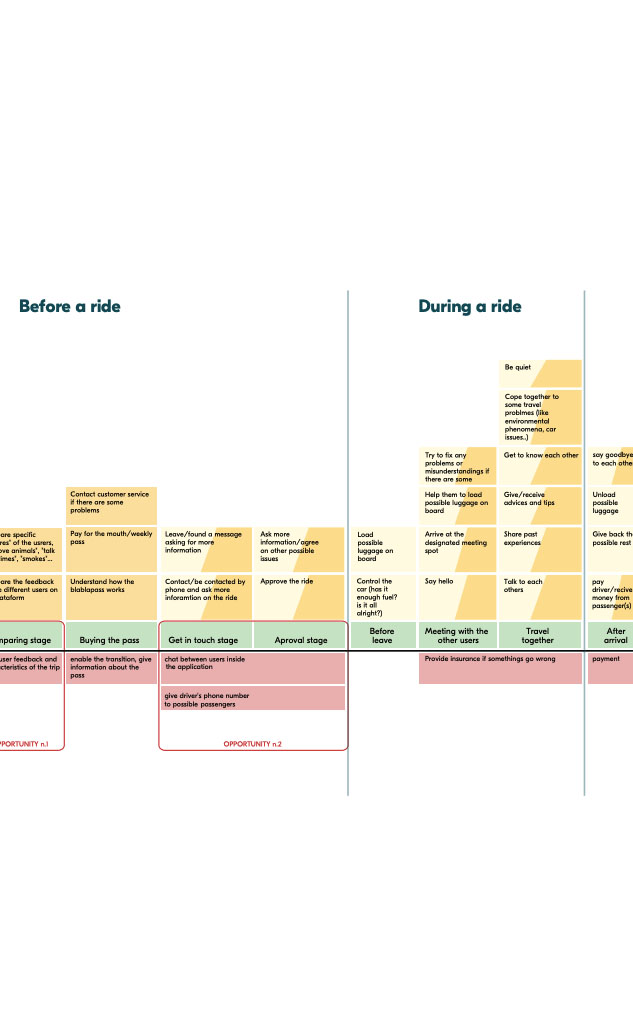 Before a ride
During a ride
Be quiet
Cope together to
some travel
problmes (like
environmental
phenomena, car
issues..)
Try to fix any
problems or
misunderstandings if
there are some
Get to know each other
say goodbye
to each other
Contact customer service
if there are some
problems
Help them to load
possible luggage on
board
Give/receive
advices and tips
Unload
possible
luggage
are specific
of the usrers,
ove animals', 'talk
'smokes'...
Pay for the mouth/weekly
pass
Leave/found a message
asking for more
information
Ask more
information/agree
on other possible
issues
Load
possible
luggage on
board
Arrive at the
designated meeting
spot
Share past
experiences
Give back the
possible rest
are the feedback
different users on
ataform
Understand how the
blablapass works
Contact/be contacted by
phone and ask more
inforamtion on the ride
Approve the ride
Control the
car (has it
enough fuel?
is it all
alright?)
Say hello
Talk to each
others
pay
driver/recive
money from
passenger(s)
mparing stage
Buying the pass
Get in touch stage
Aproval stage
Before
leave
Meeting with the
other users
Travel
together
After
arrival
user feedback and
cteristics of the trip
enable the transition, give
information about the
pass
chat between users inside
the application
Provide insurance if somethings go wrong
payment
give driver's phone number
to possible passengers
PPORTUNITY n.1
OPPORTUNITY n.2